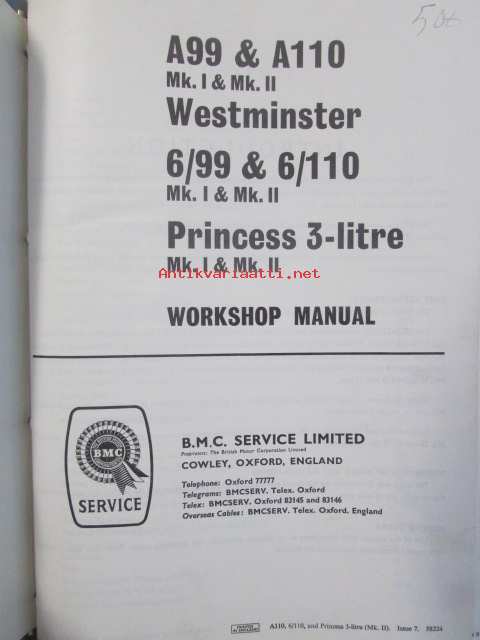 50t
A99 & A110
Mk. I & Mk. II
Westminster
6/99 & 6/110
Mk. I & Mk. II
Princess 3-litre
Mk. I & Mk. II
Antikvariaatti.net
WORKSHOP MANUAL
BMC
SERVICE
B.M.C. SERVICE LIMITED
Proprietors: The British Motor Corporation Limited
COWLEY, OXFORD, ENGLAND
Telephone: Oxford 77777
Telegrams: BMCSERV. Telex. Oxford
Telex: BMCSERV. Oxford 83145 and 83146
Overseas Cables: BMCSERV. Telex. Oxford, England
A110, 6/110, and Princess 3-litre (Mk. II). Issue 7. 58224